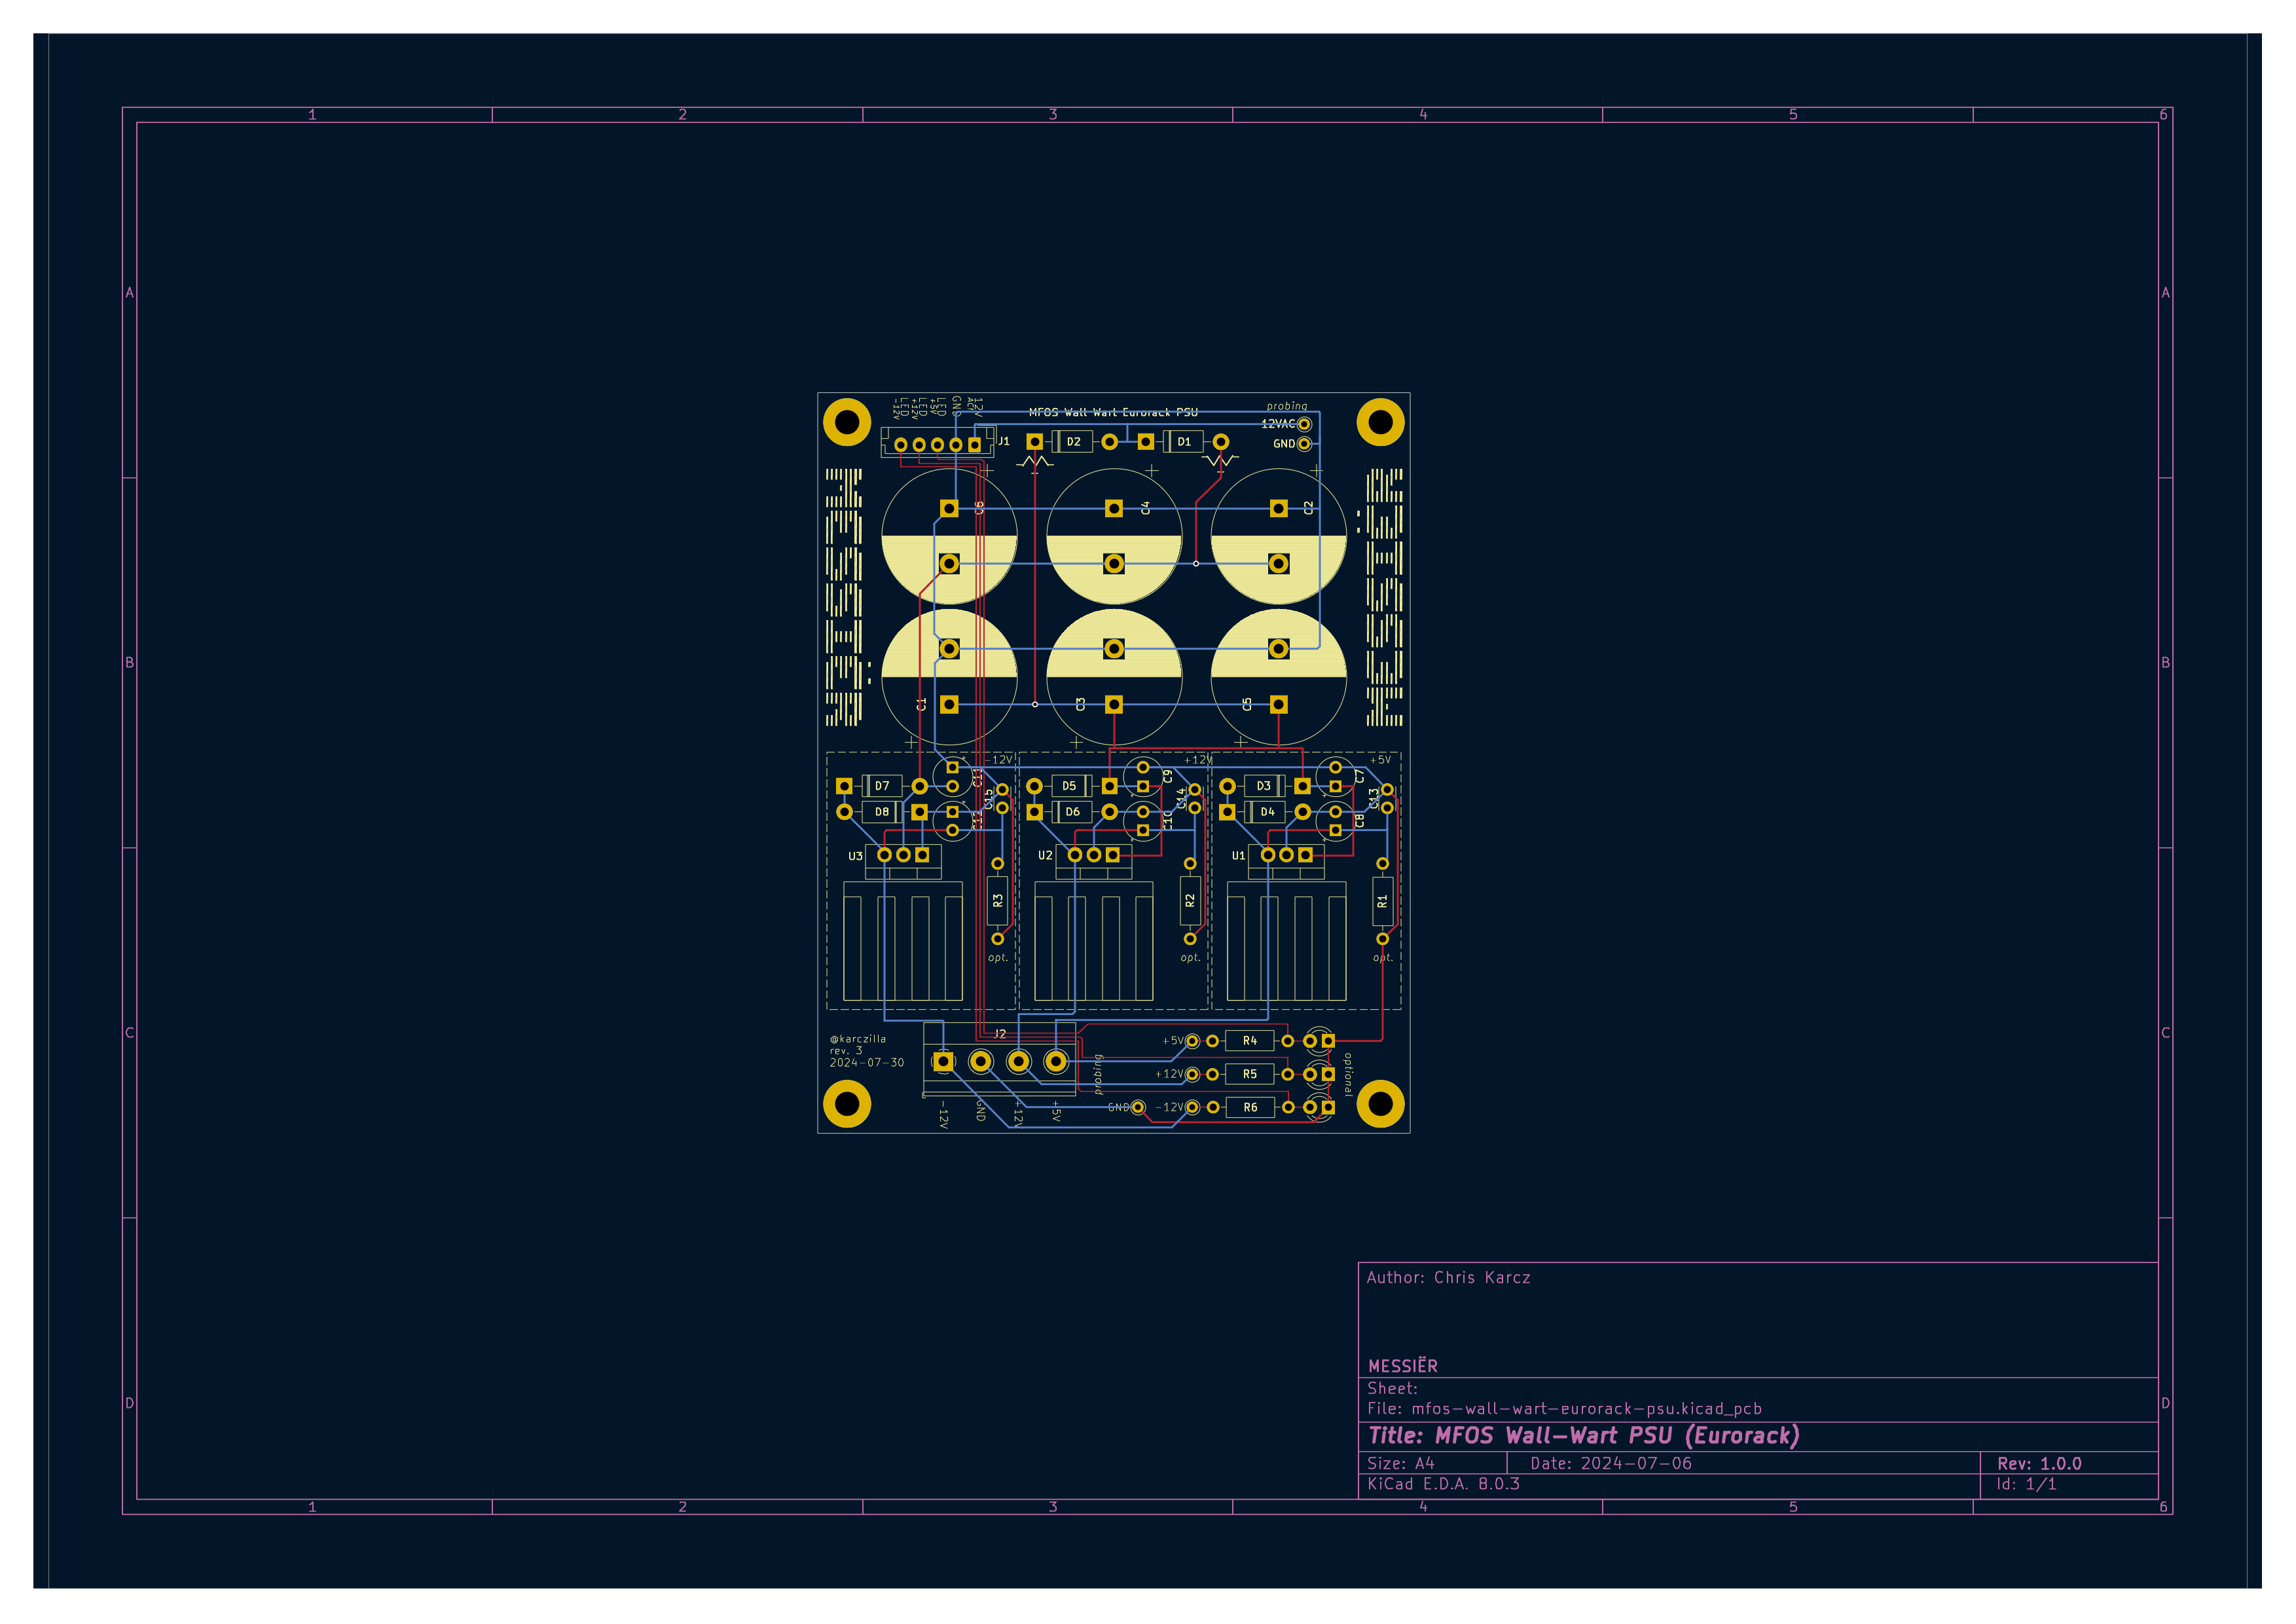 1 2 3 4 5 6
A A
B B
C C
D D
1 2 3 4 5 6
-12V LED
+12V LED
+5V LED
GND
12V AC
MFOS Wall Wart Eurorack PSU
probing
12VAC
GND
J1
D2
D1
C6
C4
C2
C1
C3
C5
-12V
+12V
+5V
D7
C11
D5
C9
D3
C7
D8
C12
C15
D6
C10
C14
D4
C8
C13
U3
U2
U1
R3
R2
R1
opt.
opt.
opt.
J2
@karczilla
rev. 3
2024-07-30
probing
-12V
GND
+12V
+5V
+5V
R4
+12V
R5
GND
-12V
R6
optional
Author: Chris Karcz
MESSIËR
Sheet:
File: mfos-wall-wart-eurorack-psu.kicad_pcb
Title: MFOS Wall-Wart PSU (Eurorack)
Size: A4 Date: 2024-07-06 Rev: 1.0.0
KiCad E.D.A. 8.0.3 Id: 1/1